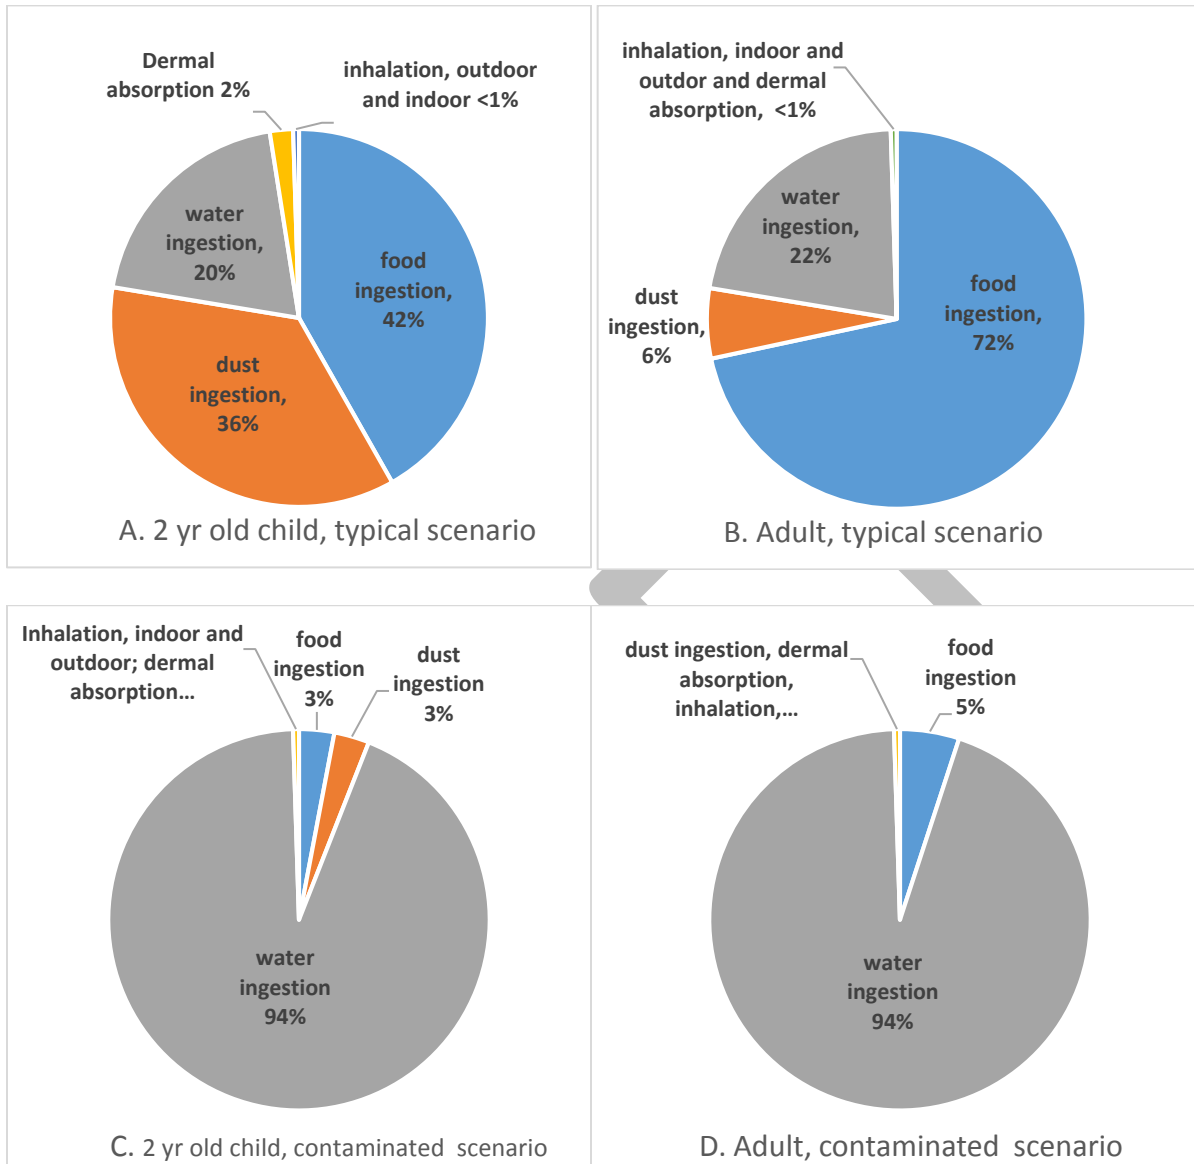 Dermal
absorption 2%
inhalation, outdoor
and indoor <1%
water
ingestion,
20%
food
ingestion,
42%
dust
ingestion,
36%
A. 2 yr old child, typical scenario
inhalation, indoor and
outdor and dermal
absorption,  <1%
water
ingestion,
22%
dust
ingestion,
6%
food
ingestion,
72%
B. Adult, typical scenario
Inhalation, indoor and
outdoor; dermal
absorption…
food
ingestion
3%
dust
ingestion
3%
water
ingestion
94%
C. 2 yr old child, contaminated  scenario
dust ingestion, dermal
absorption,
inhalation,…
food
ingestion
5%
water
ingestion
94%
D. Adult, contaminated  scenario